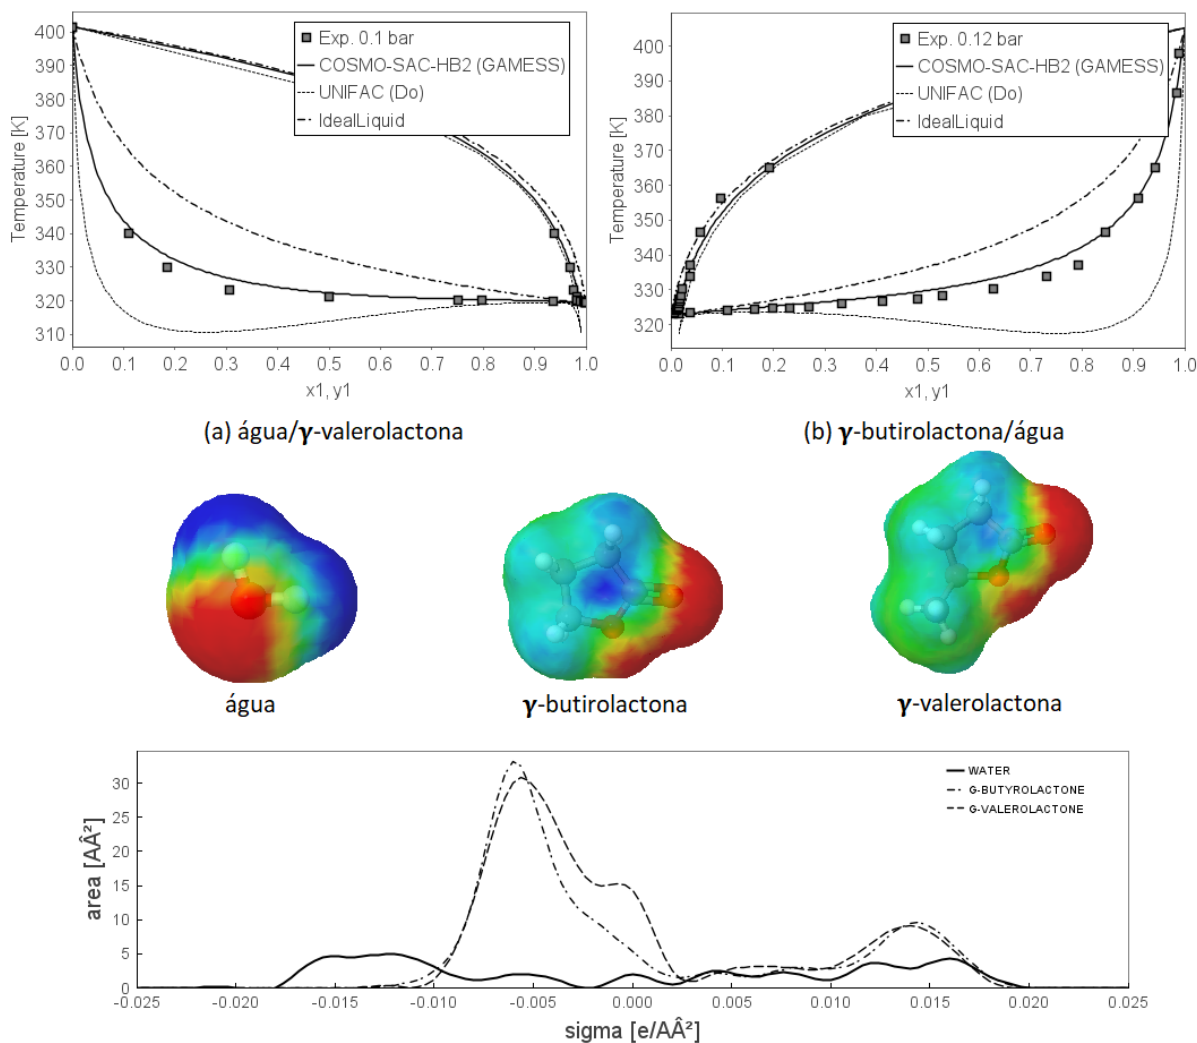 Exp. 0.1 bar
COSMO-SAC-HB2 (GAMESS)
UNIFAC (Do)
IdealLiquid
Temperature [K]
400
390
380
370
360
350
340
330
320
310
0.0 0.1 0.2 0.3 0.4 0.5 0.6 0.7 0.8 0.9 1.0
x1, y1
(a) água/γ-valerolactona
Exp. 0.12 bar
COSMO-SAC-HB2 (GAMESS)
UNIFAC (Do)
IdealLiquid
Temperature [K]
400
390
380
370
360
350
340
330
320
0.0 0.1 0.2 0.3 0.4 0.5 0.6 0.7 0.8 0.9 1.0
x1, y1
(b) γ-butirolactona/água
água
γ-butirolactona
γ-valerolactona
WATER
G-BUTYROLACTONE
G-VALEROLACTONE
area [AÂ²]
30
25
20
15
10
5
0
-0.025 -0.020 -0.015 -0.010 -0.005 0.000 0.005 0.010 0.015 0.020 0.025
sigma [e/AÂ²]